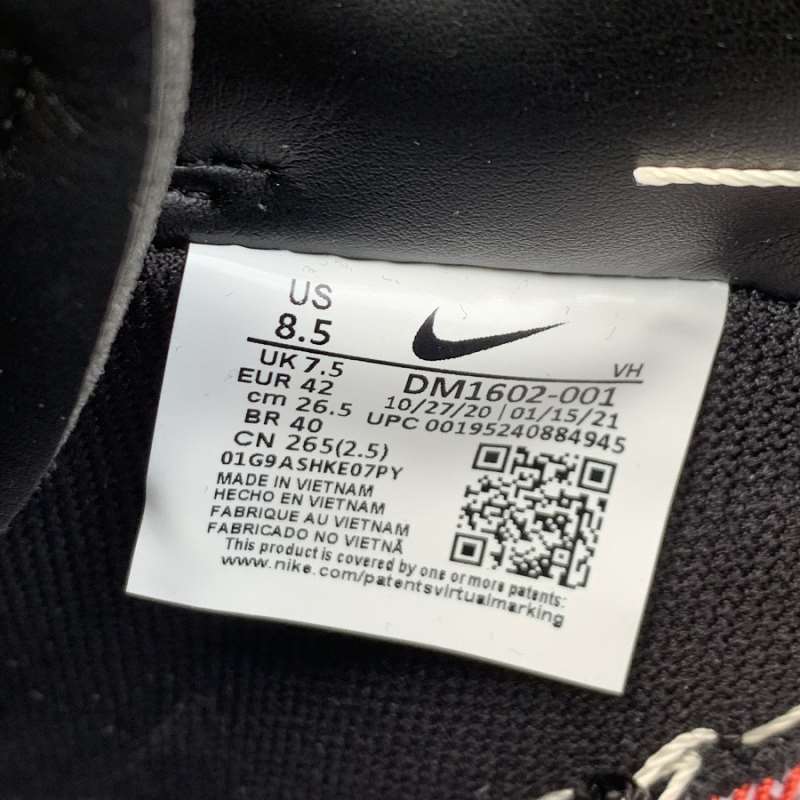 US
8.5
VH
UK 7.5
EUR 42
cm 26.5
BR 40
CN 265(2.5)
DM1602-001
10/27/20 | 01/15/21
UPC 00195240884945
01G9ASHKE07PY
MADE IN VIETNAM
HECHO EN VIETNAM
FABRIQUE AU VIETNAM
FABRICADO NO VIETNÃ
This product is covered by one or more patents:
www.nike.com/patentsvirtualmarking